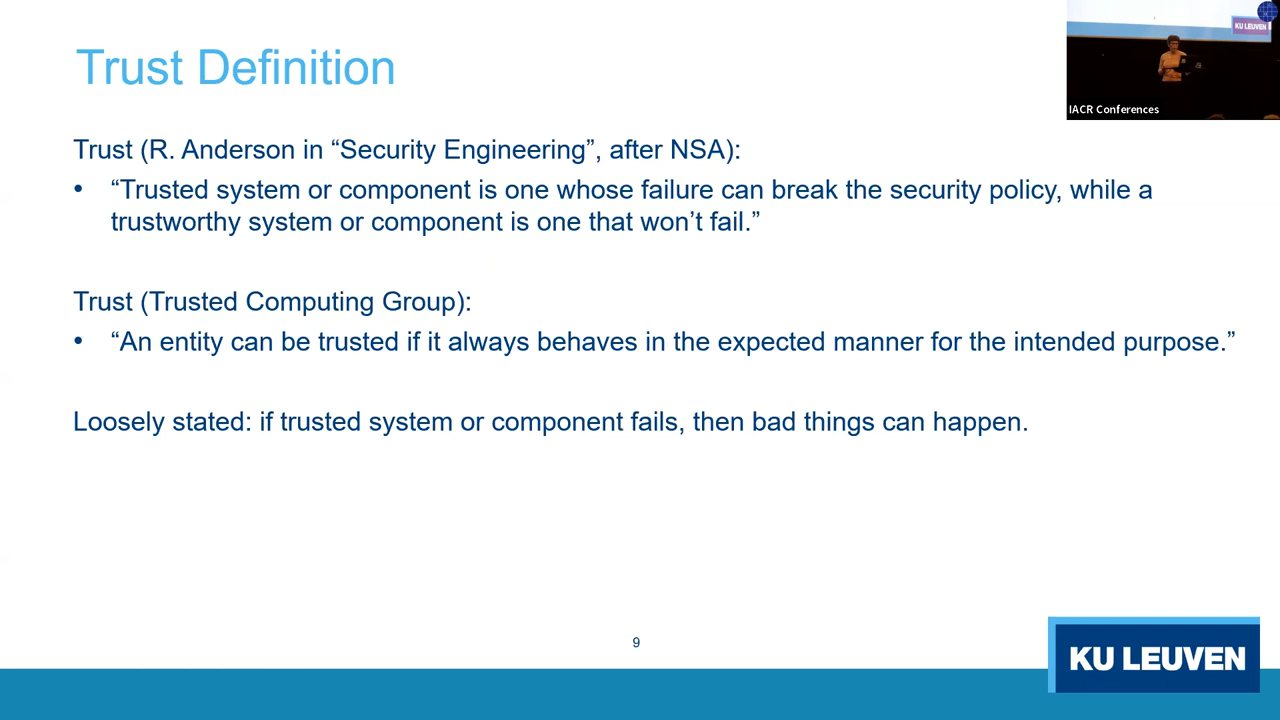 Trust Definition
KU LEUVEN
IACR Conferences
Trust (R. Anderson in “Security Engineering”, after NSA):
• “Trusted system or component is one whose failure can break the security policy, while a
trustworthy system or component is one that won’t fail.”
Trust (Trusted Computing Group):
• “An entity can be trusted if it always behaves in the expected manner for the intended purpose.”
Loosely stated: if trusted system or component fails, then bad things can happen.
9
KU LEUVEN